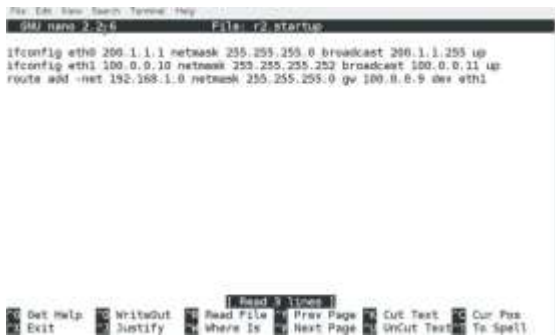 File Edit View Search Terminal Help
GNU nano 2.2.6 File: r2.startup
ifconfig eth0 200.1.1.1 netmask 255.255.255.0 broadcast 200.1.1.255 up
ifconfig eth1 100.0.0.10 netmask 255.255.255.252 broadcast 100.0.0.11 up
route add -net 192.168.1.0 netmask 255.255.255.0 gw 100.0.0.9 dev eth1
[ Read 3 lines ]
^G Get Help ^O WriteOut ^R Read File ^Y Prev Page ^K Cut Text ^C Cur Pos
^X Exit ^J Justify ^W Where Is ^V Next Page ^U UnCut Text ^T To Spell